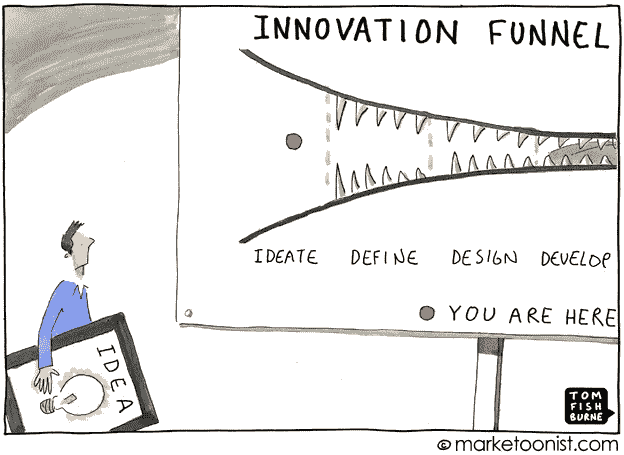 INNOVATION FUNNEL
IDEATE DEFINE DESIGN DEVELOP
YOU ARE HERE
IDEA
TOM
FISH
BURNE
© marketoonist.com